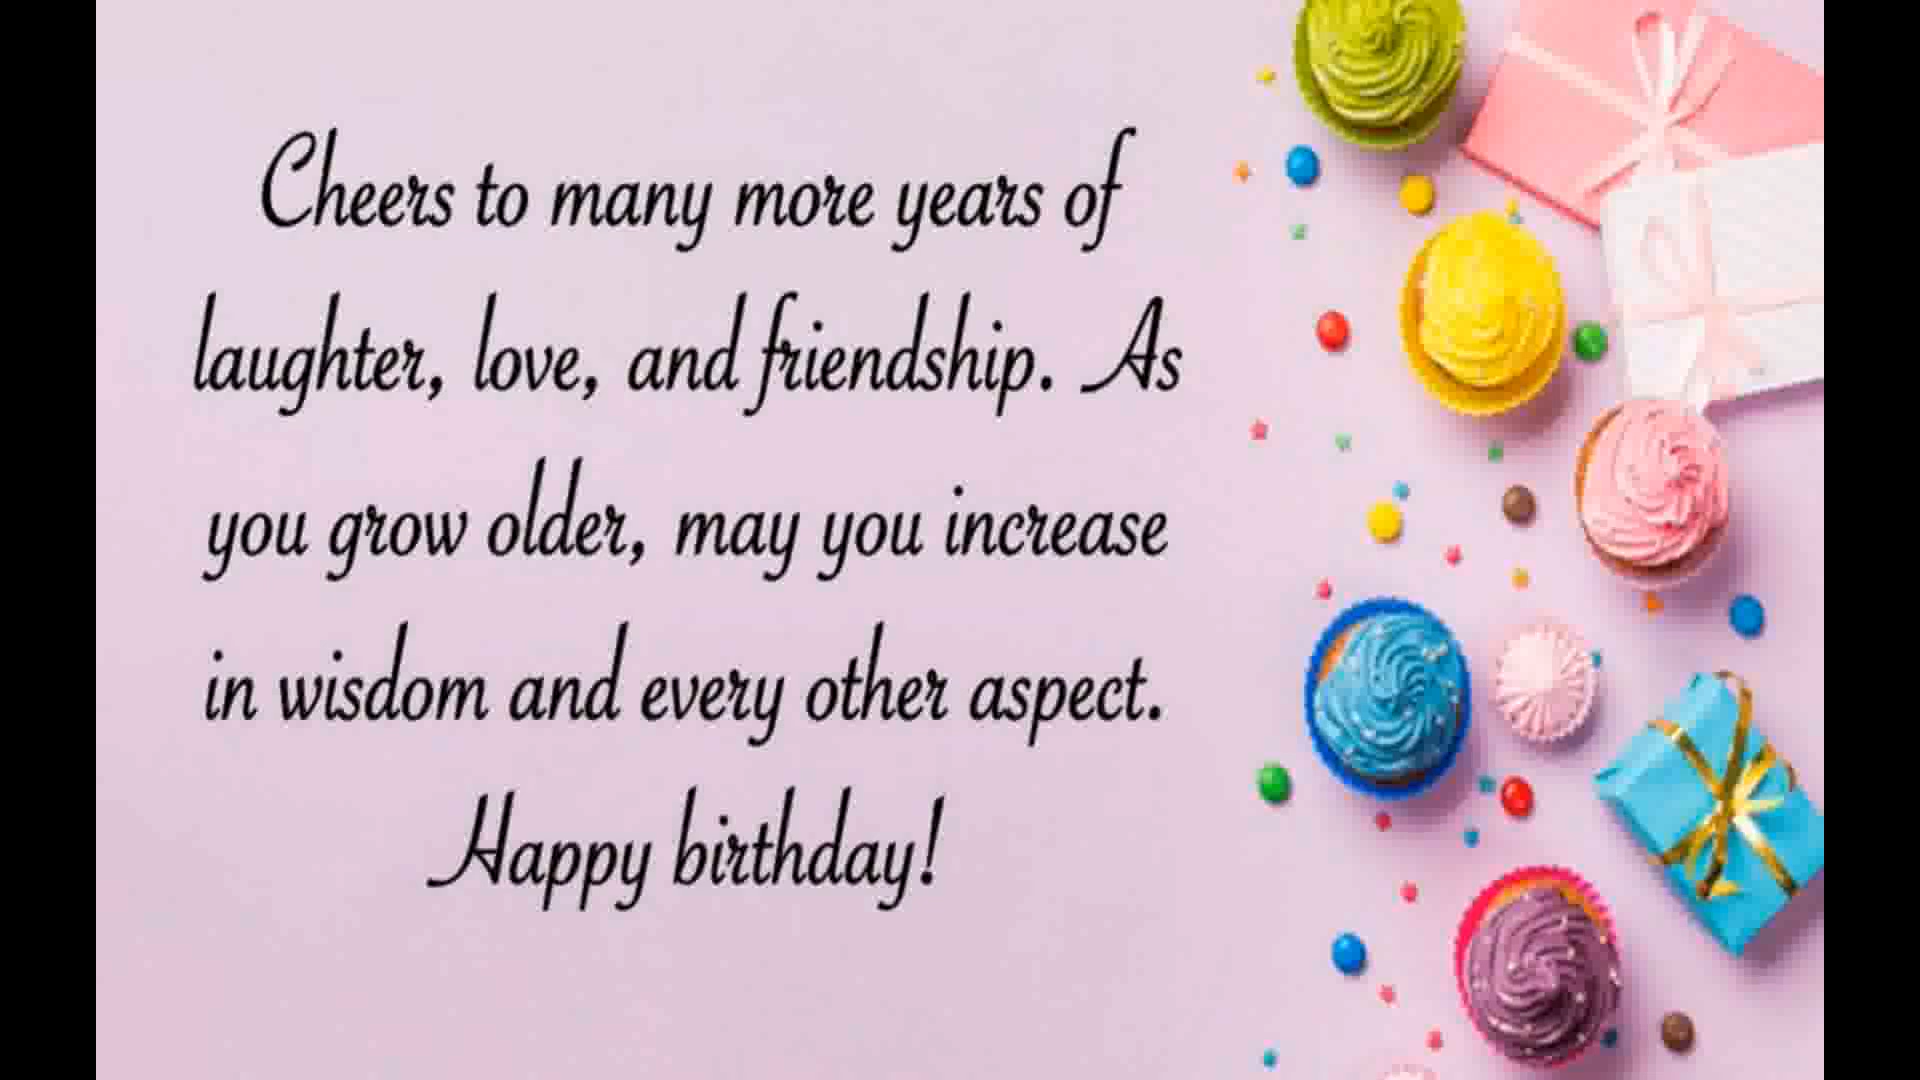 Cheers to many more years of
laughter, love, and friendship. As
you grow older, may you increase
in wisdom and every other aspect.
Happy birthday!